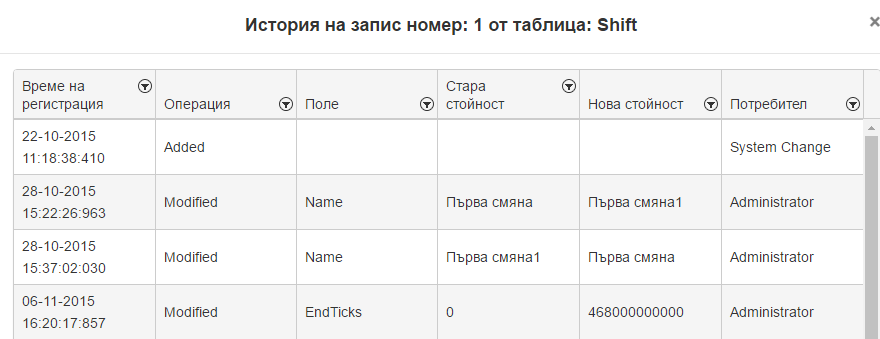 История на запис номер: 1 от таблица: Shift
×
Време на регистрация Операция Поле Стара стойност Нова стойност Потребител
22-10-2015 11:18:38:410 Added System Change
28-10-2015 15:22:26:963 Modified Name Първа смяна Първа смяна1 Administrator
28-10-2015 15:37:02:030 Modified Name Първа смяна1 Първа смяна Administrator
06-11-2015 16:20:17:857 Modified EndTicks 0 468000000000 Administrator